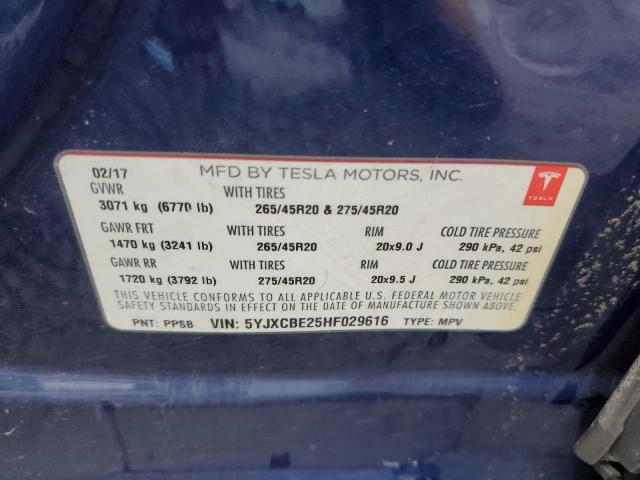 02/17 MFD BY TESLA MOTORS, INC.
GVWR WITH TIRES
3071 kg (6770 lb) 265/45R20 & 275/45R20
TESLA
GAWR FRT WITH TIRES RIM COLD TIRE PRESSURE
1470 kg (3241 lb) 265/45R20 20x9.0 J 290 kPa, 42 psi
GAWR RR WITH TIRES RIM COLD TIRE PRESSURE
1720 kg (3792 lb) 275/45R20 20x9.5 J 290 kPa, 42 psi
THIS VEHICLE CONFORMS TO ALL APPLICABLE U.S. FEDERAL MOTOR VEHICLE
SAFETY STANDARDS IN EFFECT ON THE DATE OF MANUFACTURE SHOWN ABOVE.
PNT: PPSB VIN: 5YJXCBE25HF029616 TYPE: MPV